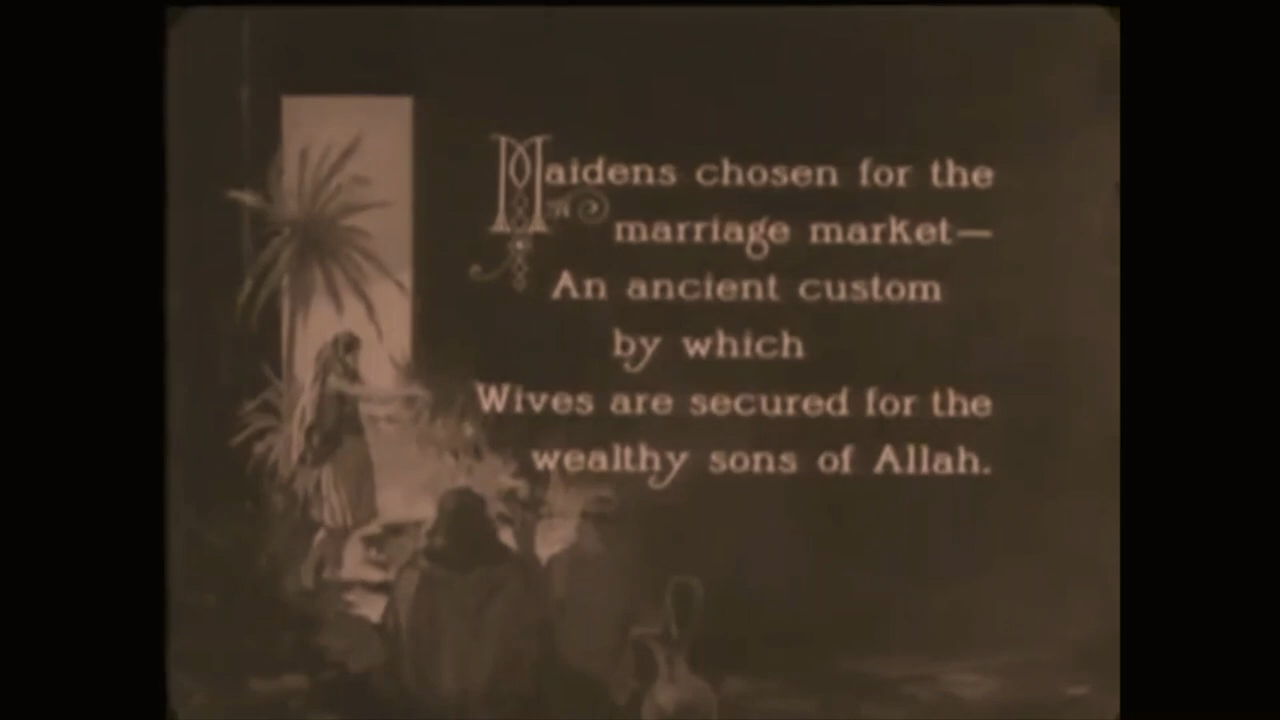 Maidens chosen for the
marriage market—
An ancient custom
by which
Wives are secured for the
wealthy sons of Allah.